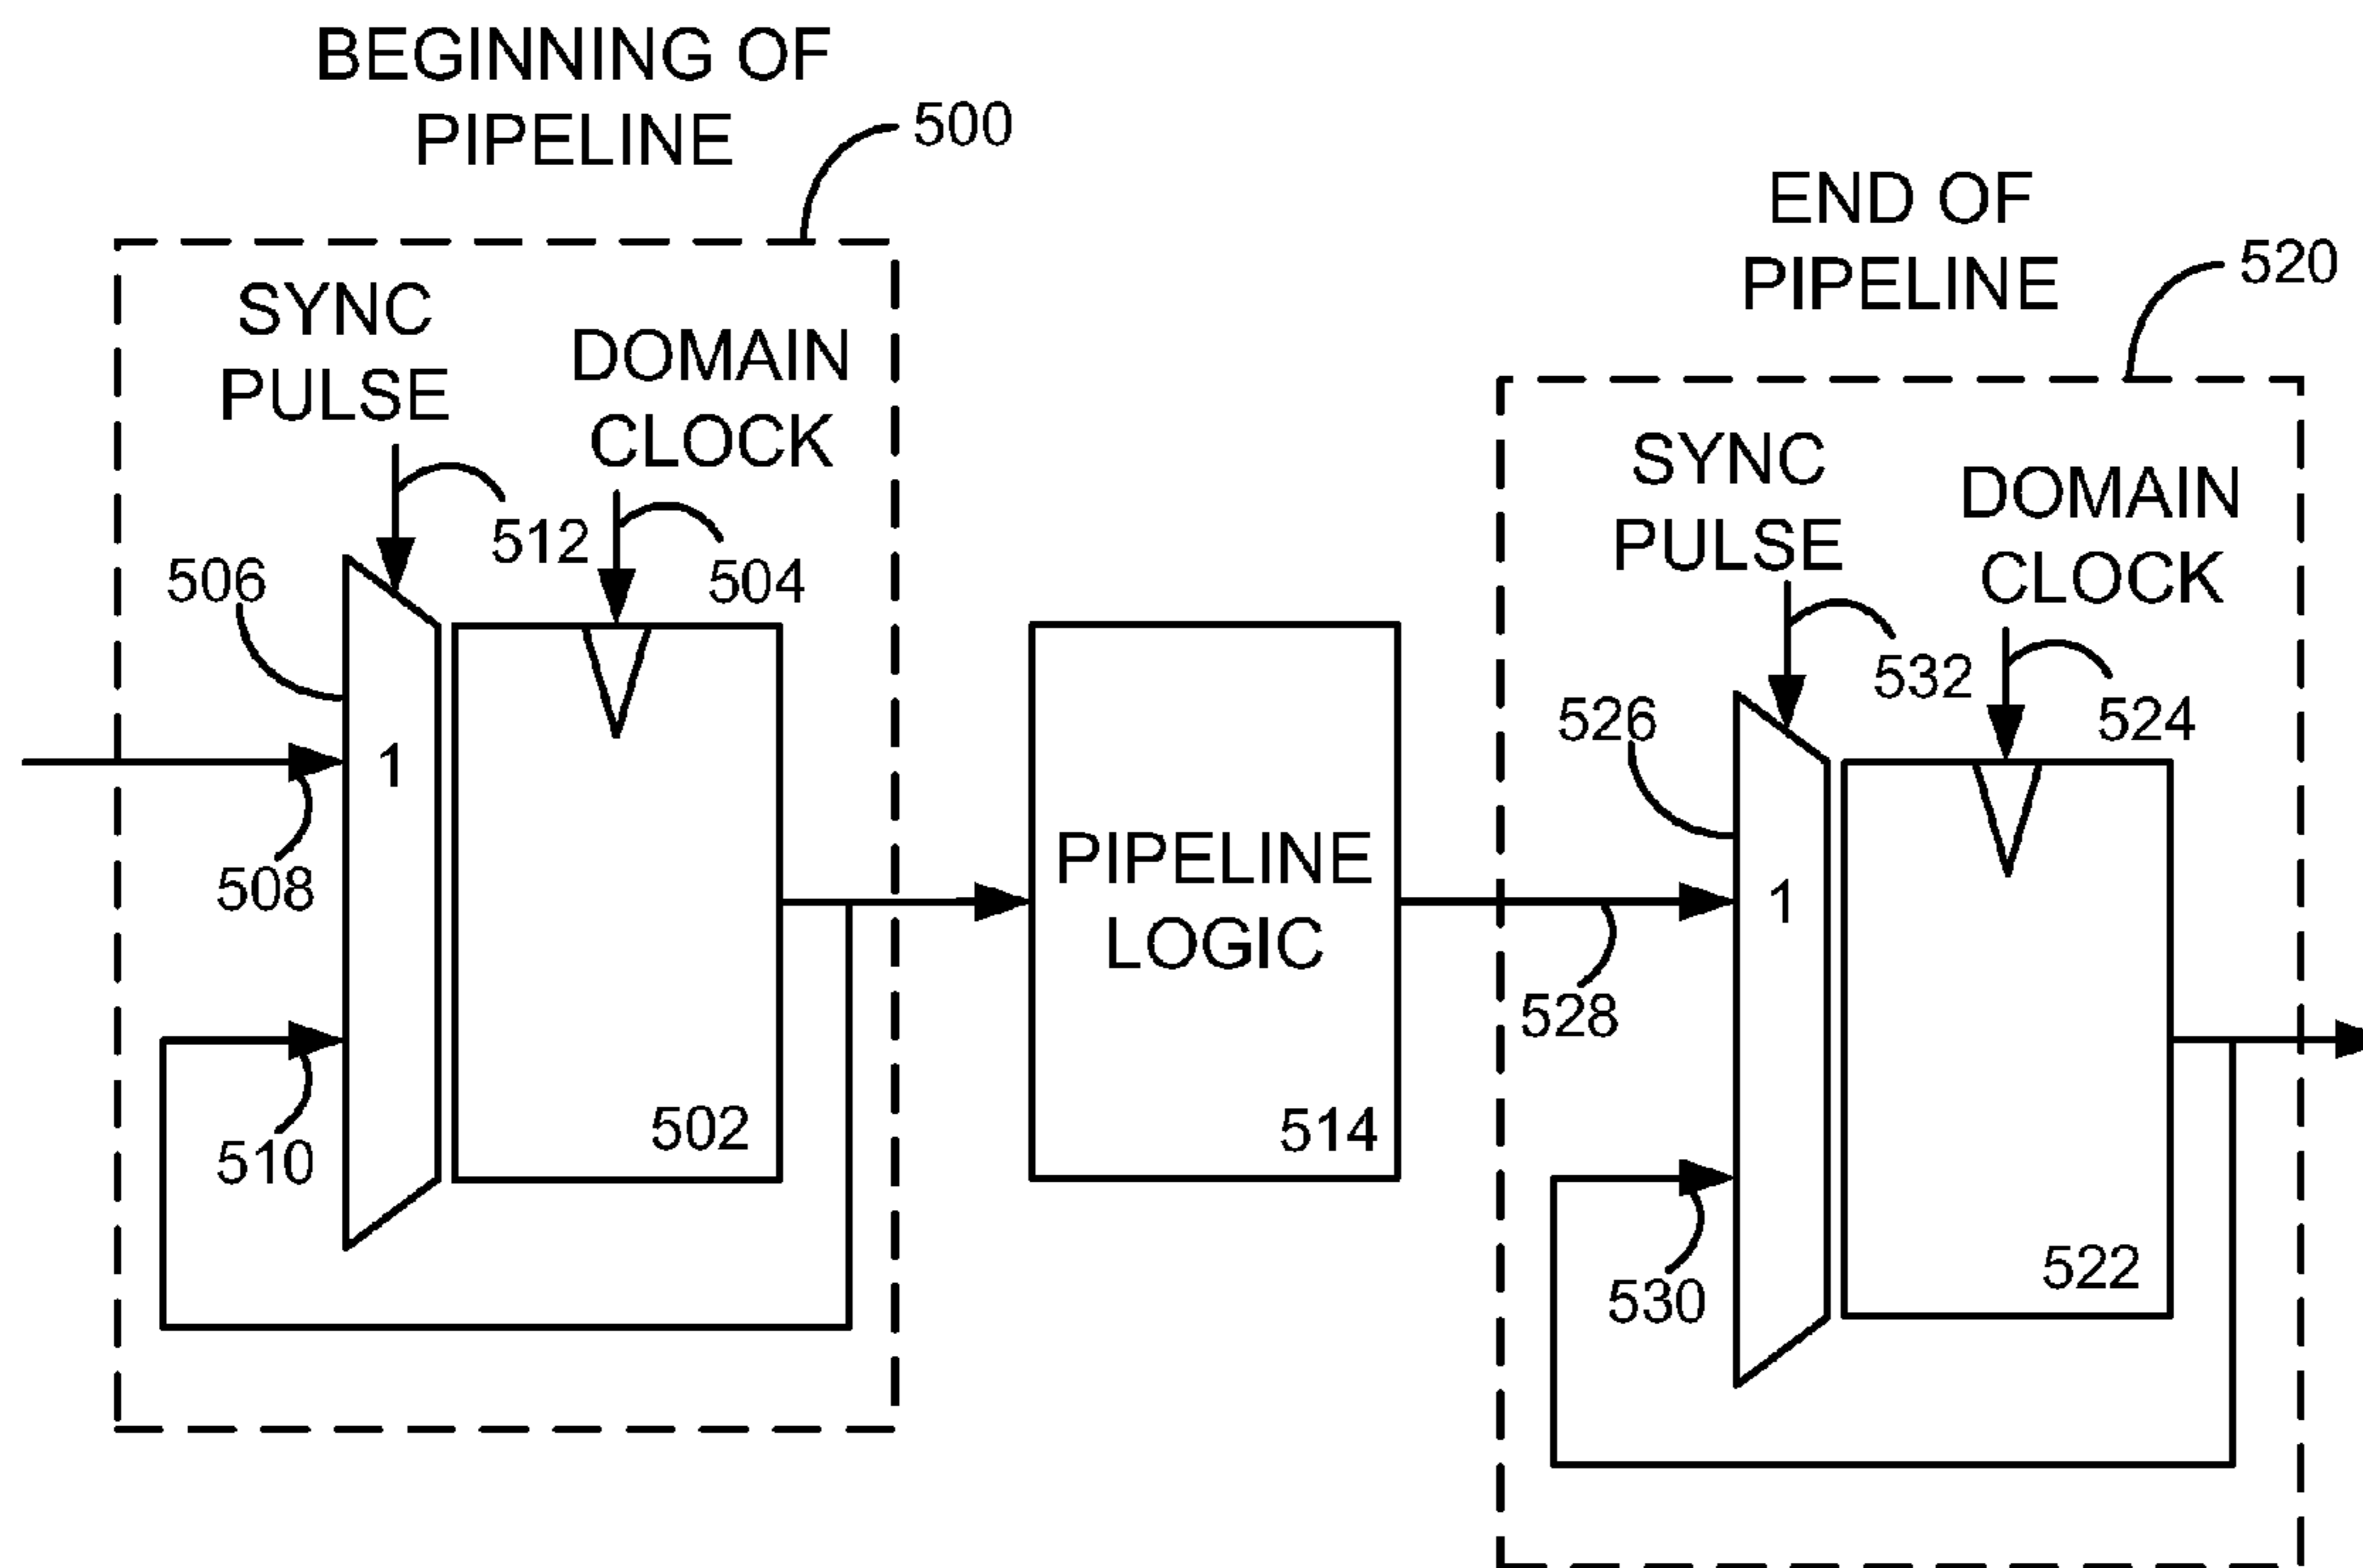 BEGINNING OF
PIPELINE
500
END OF
PIPELINE
520
SYNC
PULSE
DOMAIN
CLOCK
512
504
506
1
508
510
502
PIPELINE
LOGIC
514
SYNC
PULSE
DOMAIN
CLOCK
532
524
526
1
528
530
522